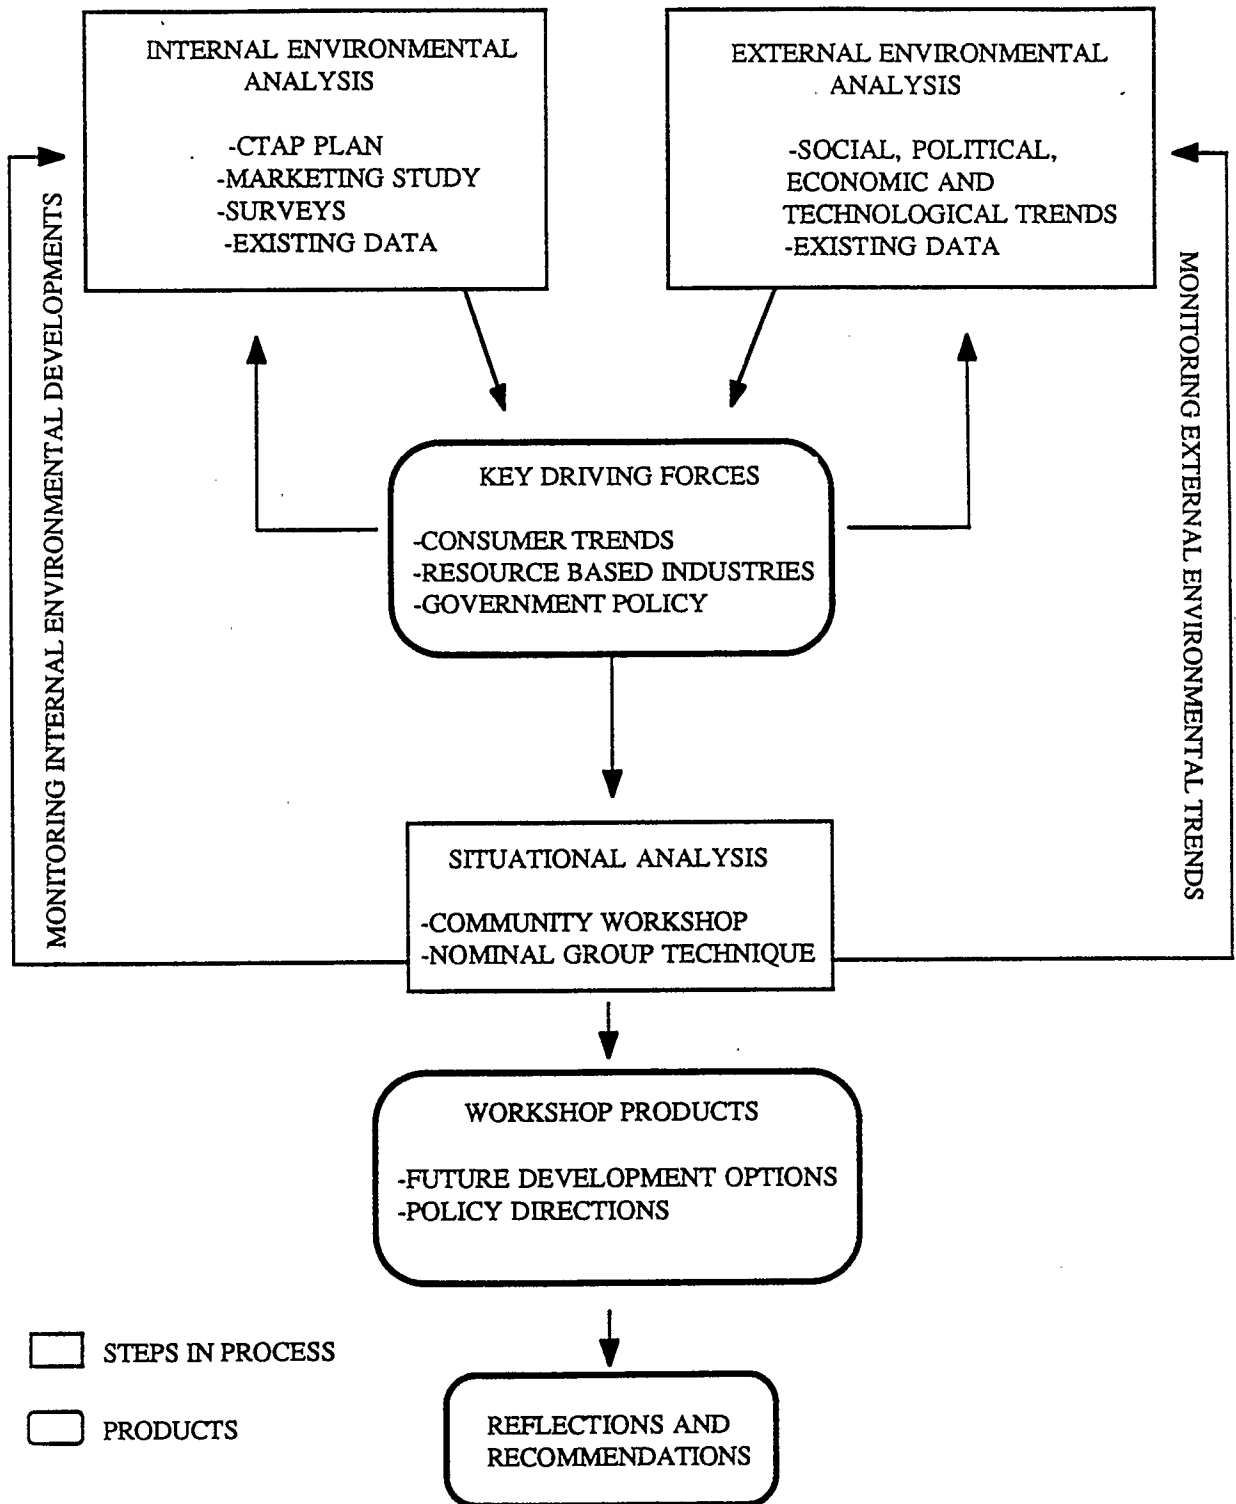 INTERNAL ENVIRONMENTAL
ANALYSIS
-CTAP PLAN
-MARKETING STUDY
-SURVEYS
-EXISTING DATA
EXTERNAL ENVIRONMENTAL
ANALYSIS
-SOCIAL, POLITICAL,
ECONOMIC AND
TECHNOLOGICAL TRENDS
-EXISTING DATA
MONITORING INTERNAL ENVIRONMENTAL DEVELOPMENTS
MONITORING EXTERNAL ENVIRONMENTAL TRENDS
KEY DRIVING FORCES
-CONSUMER TRENDS
-RESOURCE BASED INDUSTRIES
-GOVERNMENT POLICY
SITUATIONAL ANALYSIS
-COMMUNITY WORKSHOP
-NOMINAL GROUP TECHNIQUE
WORKSHOP PRODUCTS
-FUTURE DEVELOPMENT OPTIONS
-POLICY DIRECTIONS
STEPS IN PROCESS
PRODUCTS
REFLECTIONS AND
RECOMMENDATIONS